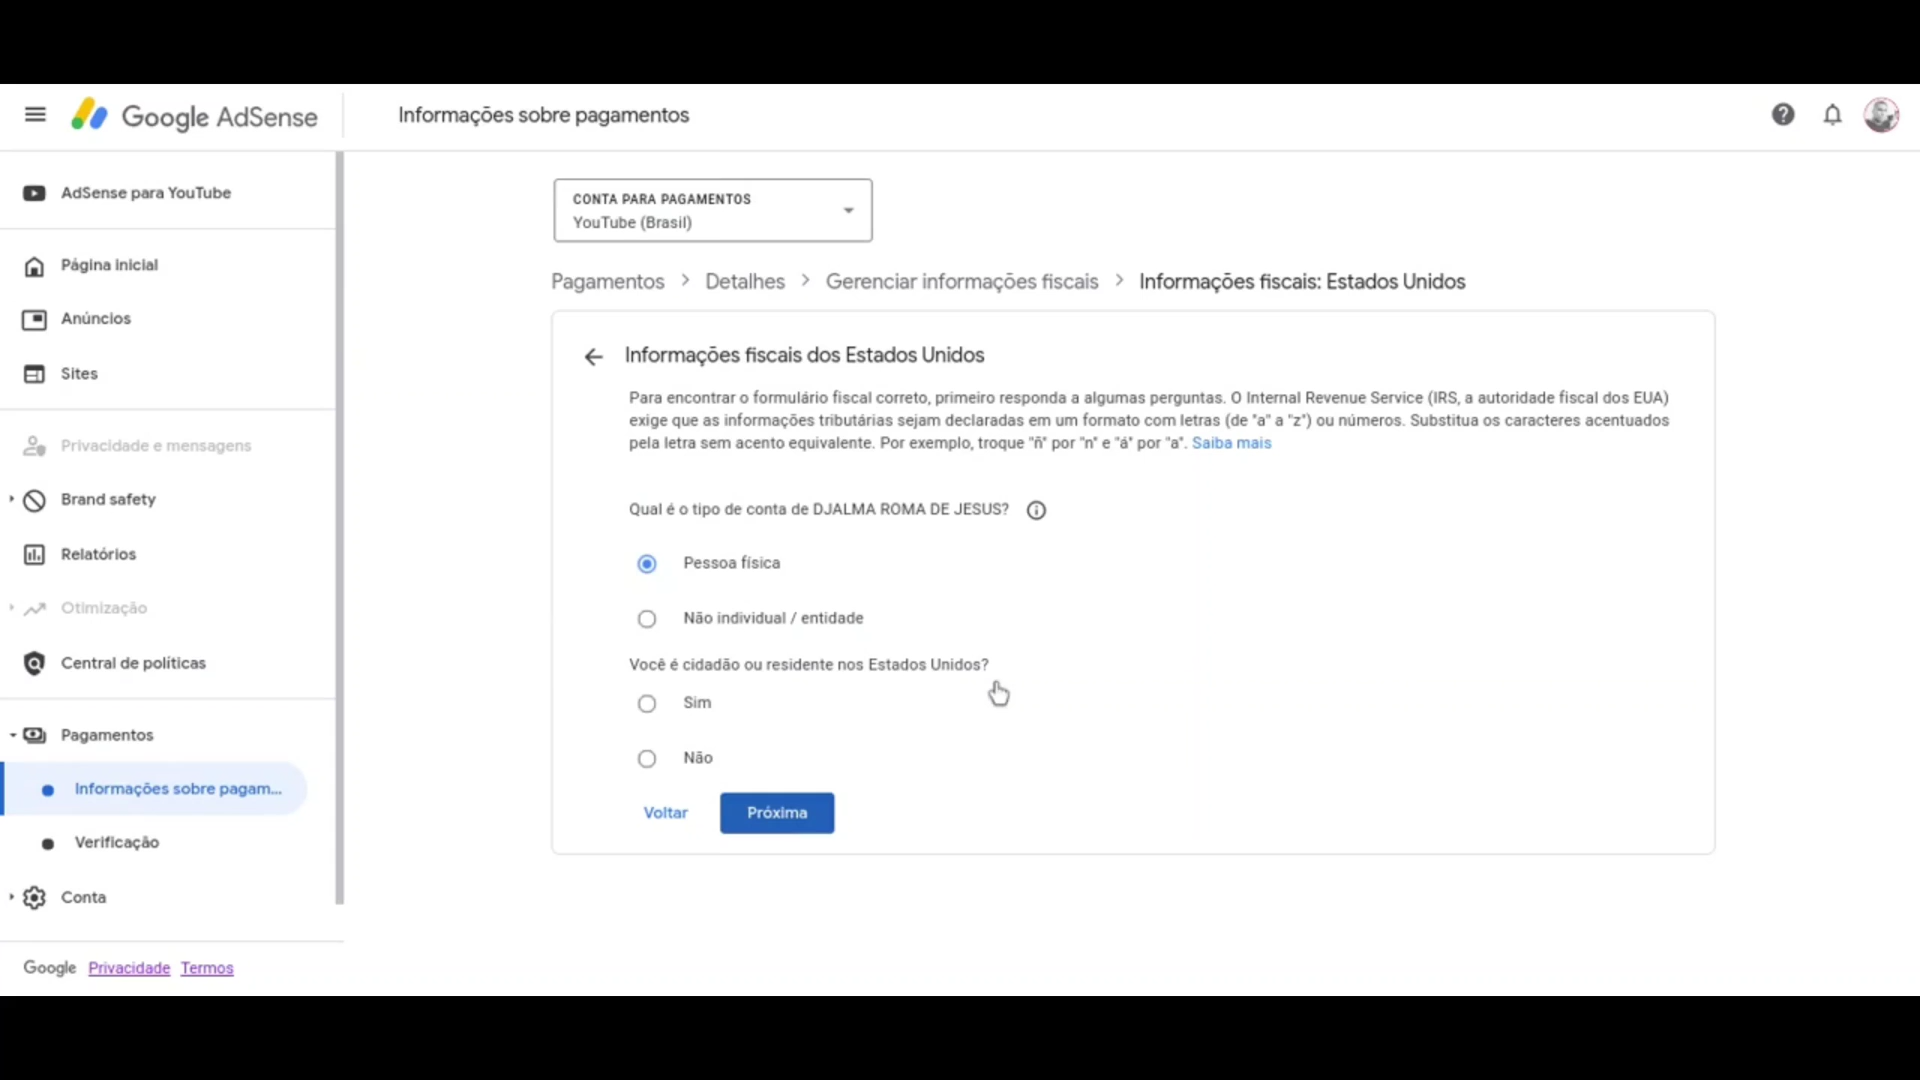 Google AdSense
Informações sobre pagamentos
AdSense para YouTube
Página inicial
Anúncios
Sites
Privacidade e mensagens
Brand safety
Relatórios
Otimização
Central de políticas
Pagamentos
Informações sobre pagam...
Verificação
Conta
Google Privacidade Termos
CONTA PARA PAGAMENTOS
YouTube (Brasil)
Pagamentos > Detalhes > Gerenciar informações fiscais > Informações fiscais: Estados Unidos
Informações fiscais dos Estados Unidos
Para encontrar o formulário fiscal correto, primeiro responda a algumas perguntas. O Internal Revenue Service (IRS, a autoridade fiscal dos EUA)
exige que as informações tributárias sejam declaradas em um formato com letras (de "a" a "z") ou números. Substitua os caracteres acentuados
pela letra sem acento equivalente. Por exemplo, troque "ñ" por "n" e "á" por "a". Saiba mais
Qual é o tipo de conta de DJALMA ROMA DE JESUS?
Pessoa física
Não individual / entidade
Você é cidadão ou residente nos Estados Unidos?
Sim
Não
Voltar
Próxima